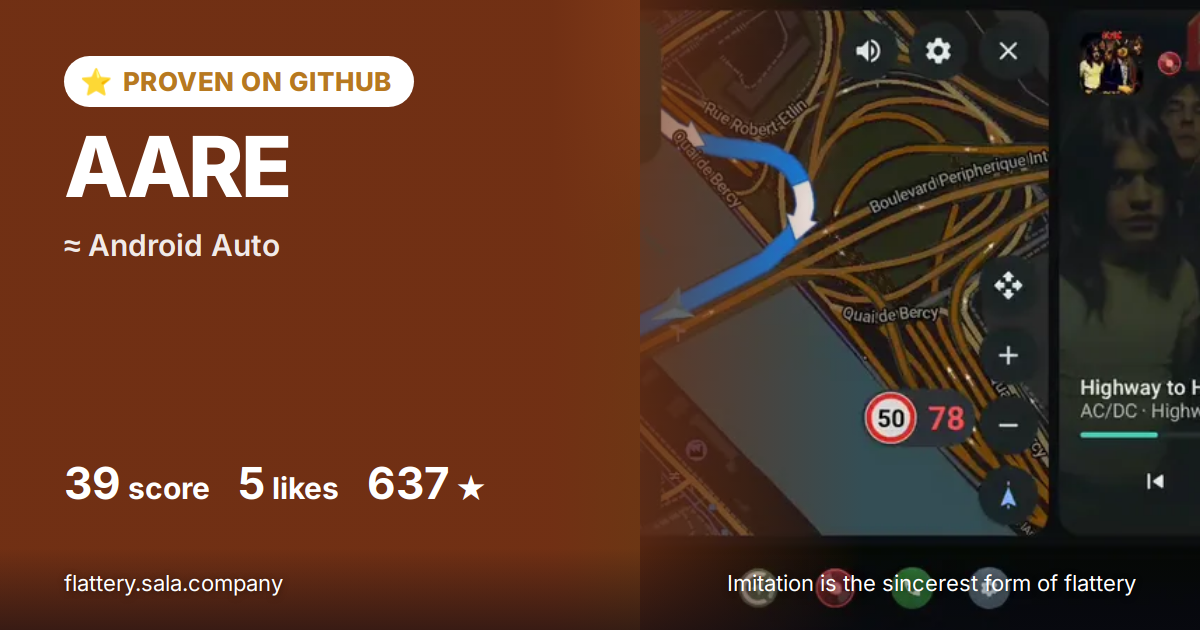 ⭐ PROVEN ON GITHUB
AARE
≈ Android Auto
39 score 5 likes 637 ★
flattery.sala.company
Rue Robert-Etlin
Quai de Bercy
Boulevard Peripherique Int
Quai de Bercy
50 78
Highway to H
AC/DC · Highw
Imitation is the sincerest form of flattery